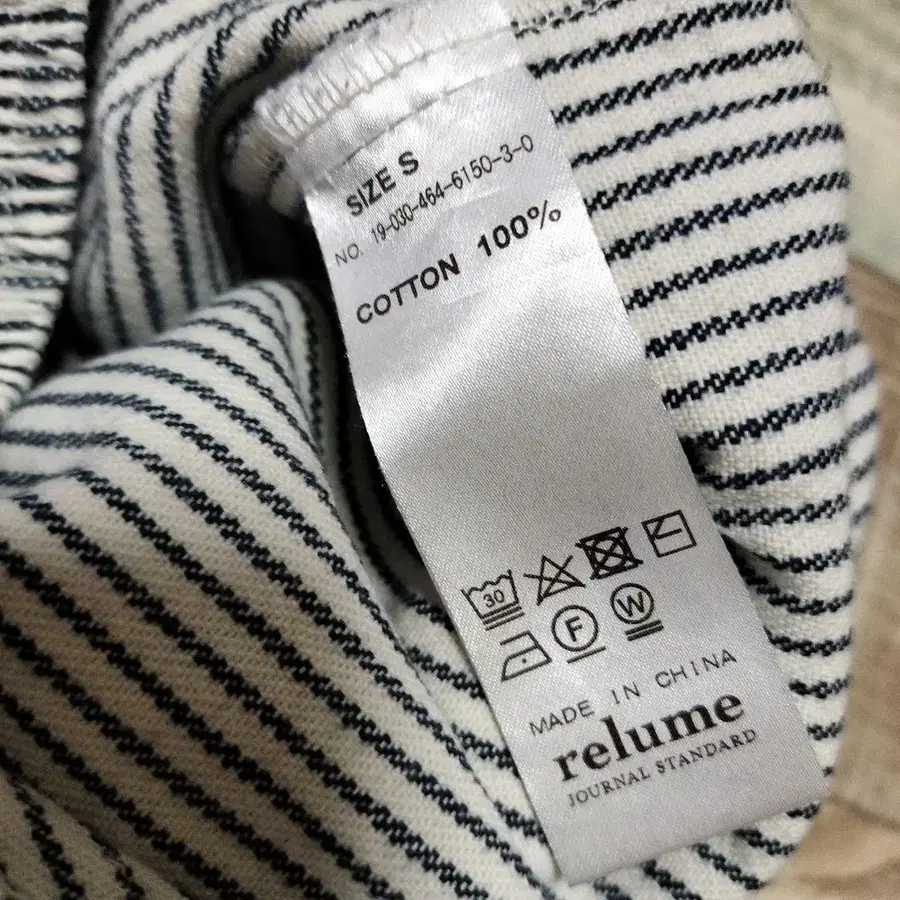 SIZE S
NO. 19-030-464-6150-3-0
COTTON 100%
30
F W
MADE IN CHINA
relume
JOURNAL STANDARD